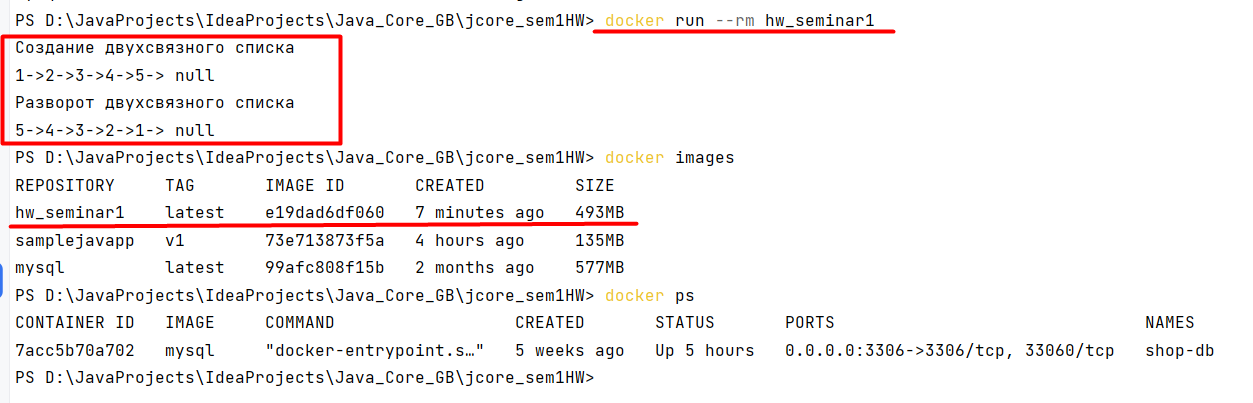 PS D:\JavaProjects\IdeaProjects\Java_Core_GB\jcore_sem1HW> docker run --rm hw_seminar1
Создание двухсвязного списка
1->2->3->4->5-> null
Разворот двухсвязного списка
5->4->3->2->1-> null
PS D:\JavaProjects\IdeaProjects\Java_Core_GB\jcore_sem1HW> docker images
REPOSITORY TAG IMAGE ID CREATED SIZE
hw_seminar1 latest e19dad6df060 7 minutes ago 493MB
samplejavapp v1 73e713873f5a 4 hours ago 135MB
mysql latest 99afc808f15b 2 months ago 577MB
PS D:\JavaProjects\IdeaProjects\Java_Core_GB\jcore_sem1HW> docker ps
CONTAINER ID IMAGE COMMAND CREATED STATUS PORTS NAMES
7acc5b70a702 mysql "docker-entrypoint.s…" 5 weeks ago Up 5 hours 0.0.0.0:3306->3306/tcp, 33060/tcp shop-db
PS D:\JavaProjects\IdeaProjects\Java_Core_GB\jcore_sem1HW>